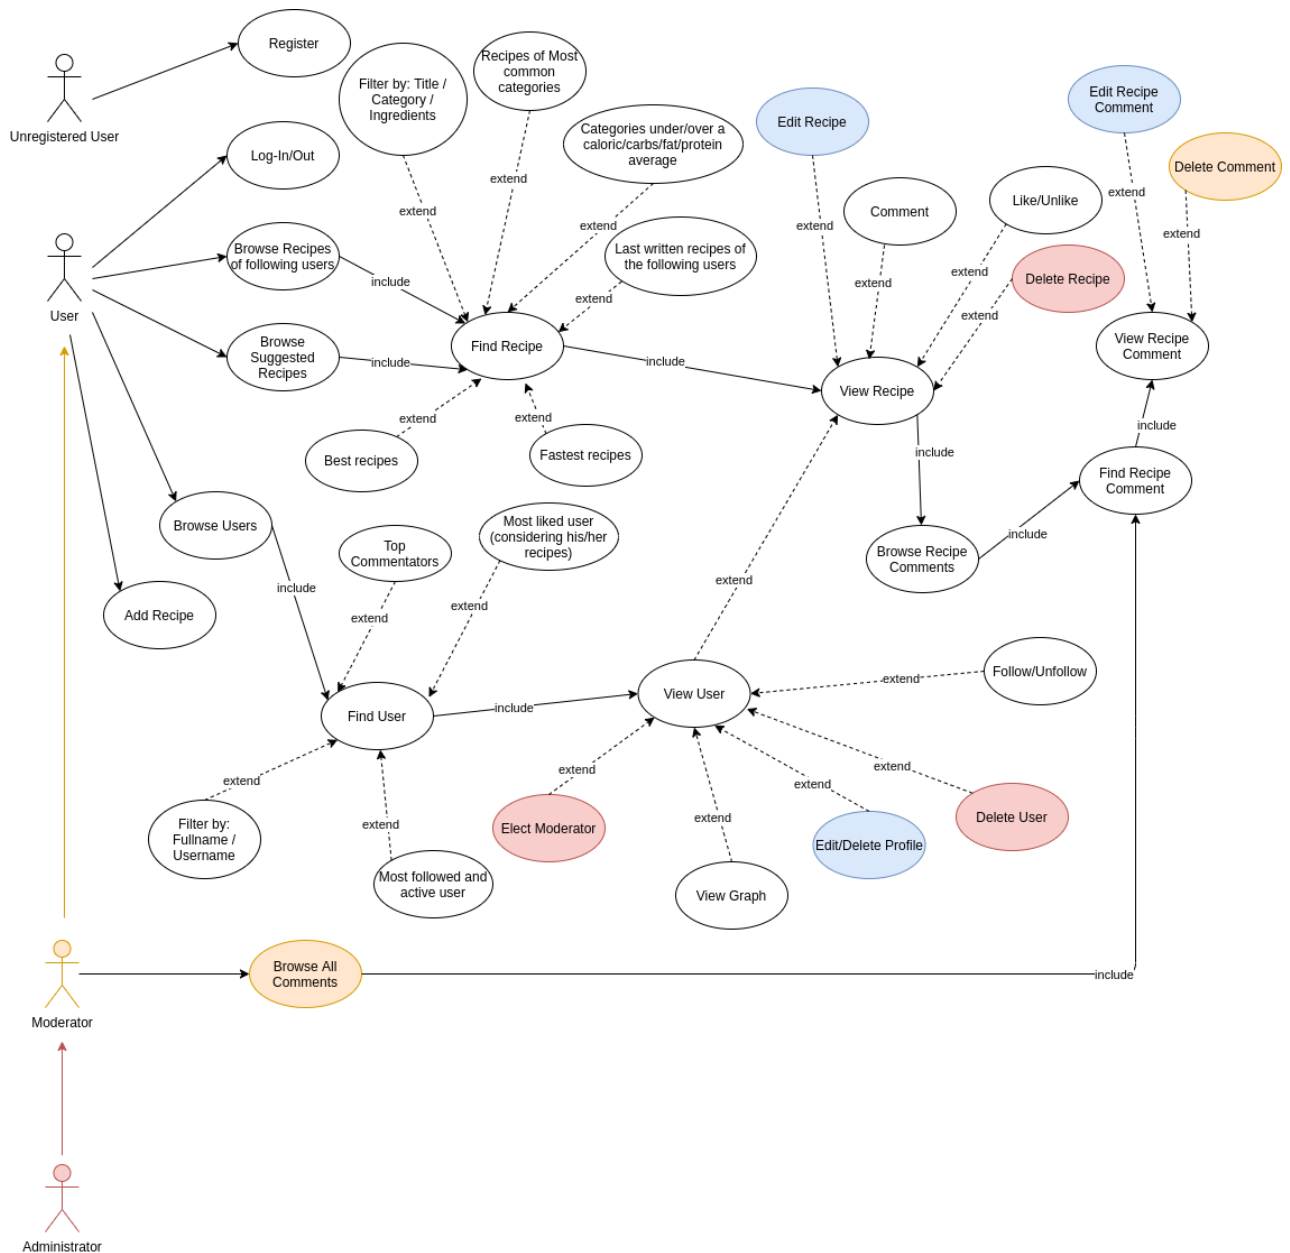 Register
Unregistered User
Filter by: Title /
Category /
Ingredients
Recipes of Most
common
categories
Categories under/over a
caloric/carbs/fat/protein
average
Edit Recipe
Edit Recipe
Comment
Delete Comment
Log-In/Out
extend
extend
extend
extend
extend
Comment
Like/Unlike
extend
extend
User
Browse Recipes
of following users
include
extend
Last written recipes of
the following users
extend
extend
extend
Delete Recipe
Browse
Suggested
Recipes
include
Find Recipe
include
View Recipe
View Recipe
Comment
extend
extend
Best recipes
Fastest recipes
include
include
Find Recipe
Comment
Browse Users
Top
Commentators
Most liked user
(considering his/her
recipes)
Browse Recipe
Comments
include
include
extend
extend
extend
Add Recipe
Find User
include
View User
extend
Follow/Unfollow
extend
extend
extend
extend
extend
extend
Filter by:
Fullname /
Username
Most followed and
active user
Elect Moderator
View Graph
Edit/Delete Profile
Delete User
Moderator
Browse All
Comments
include
Administrator